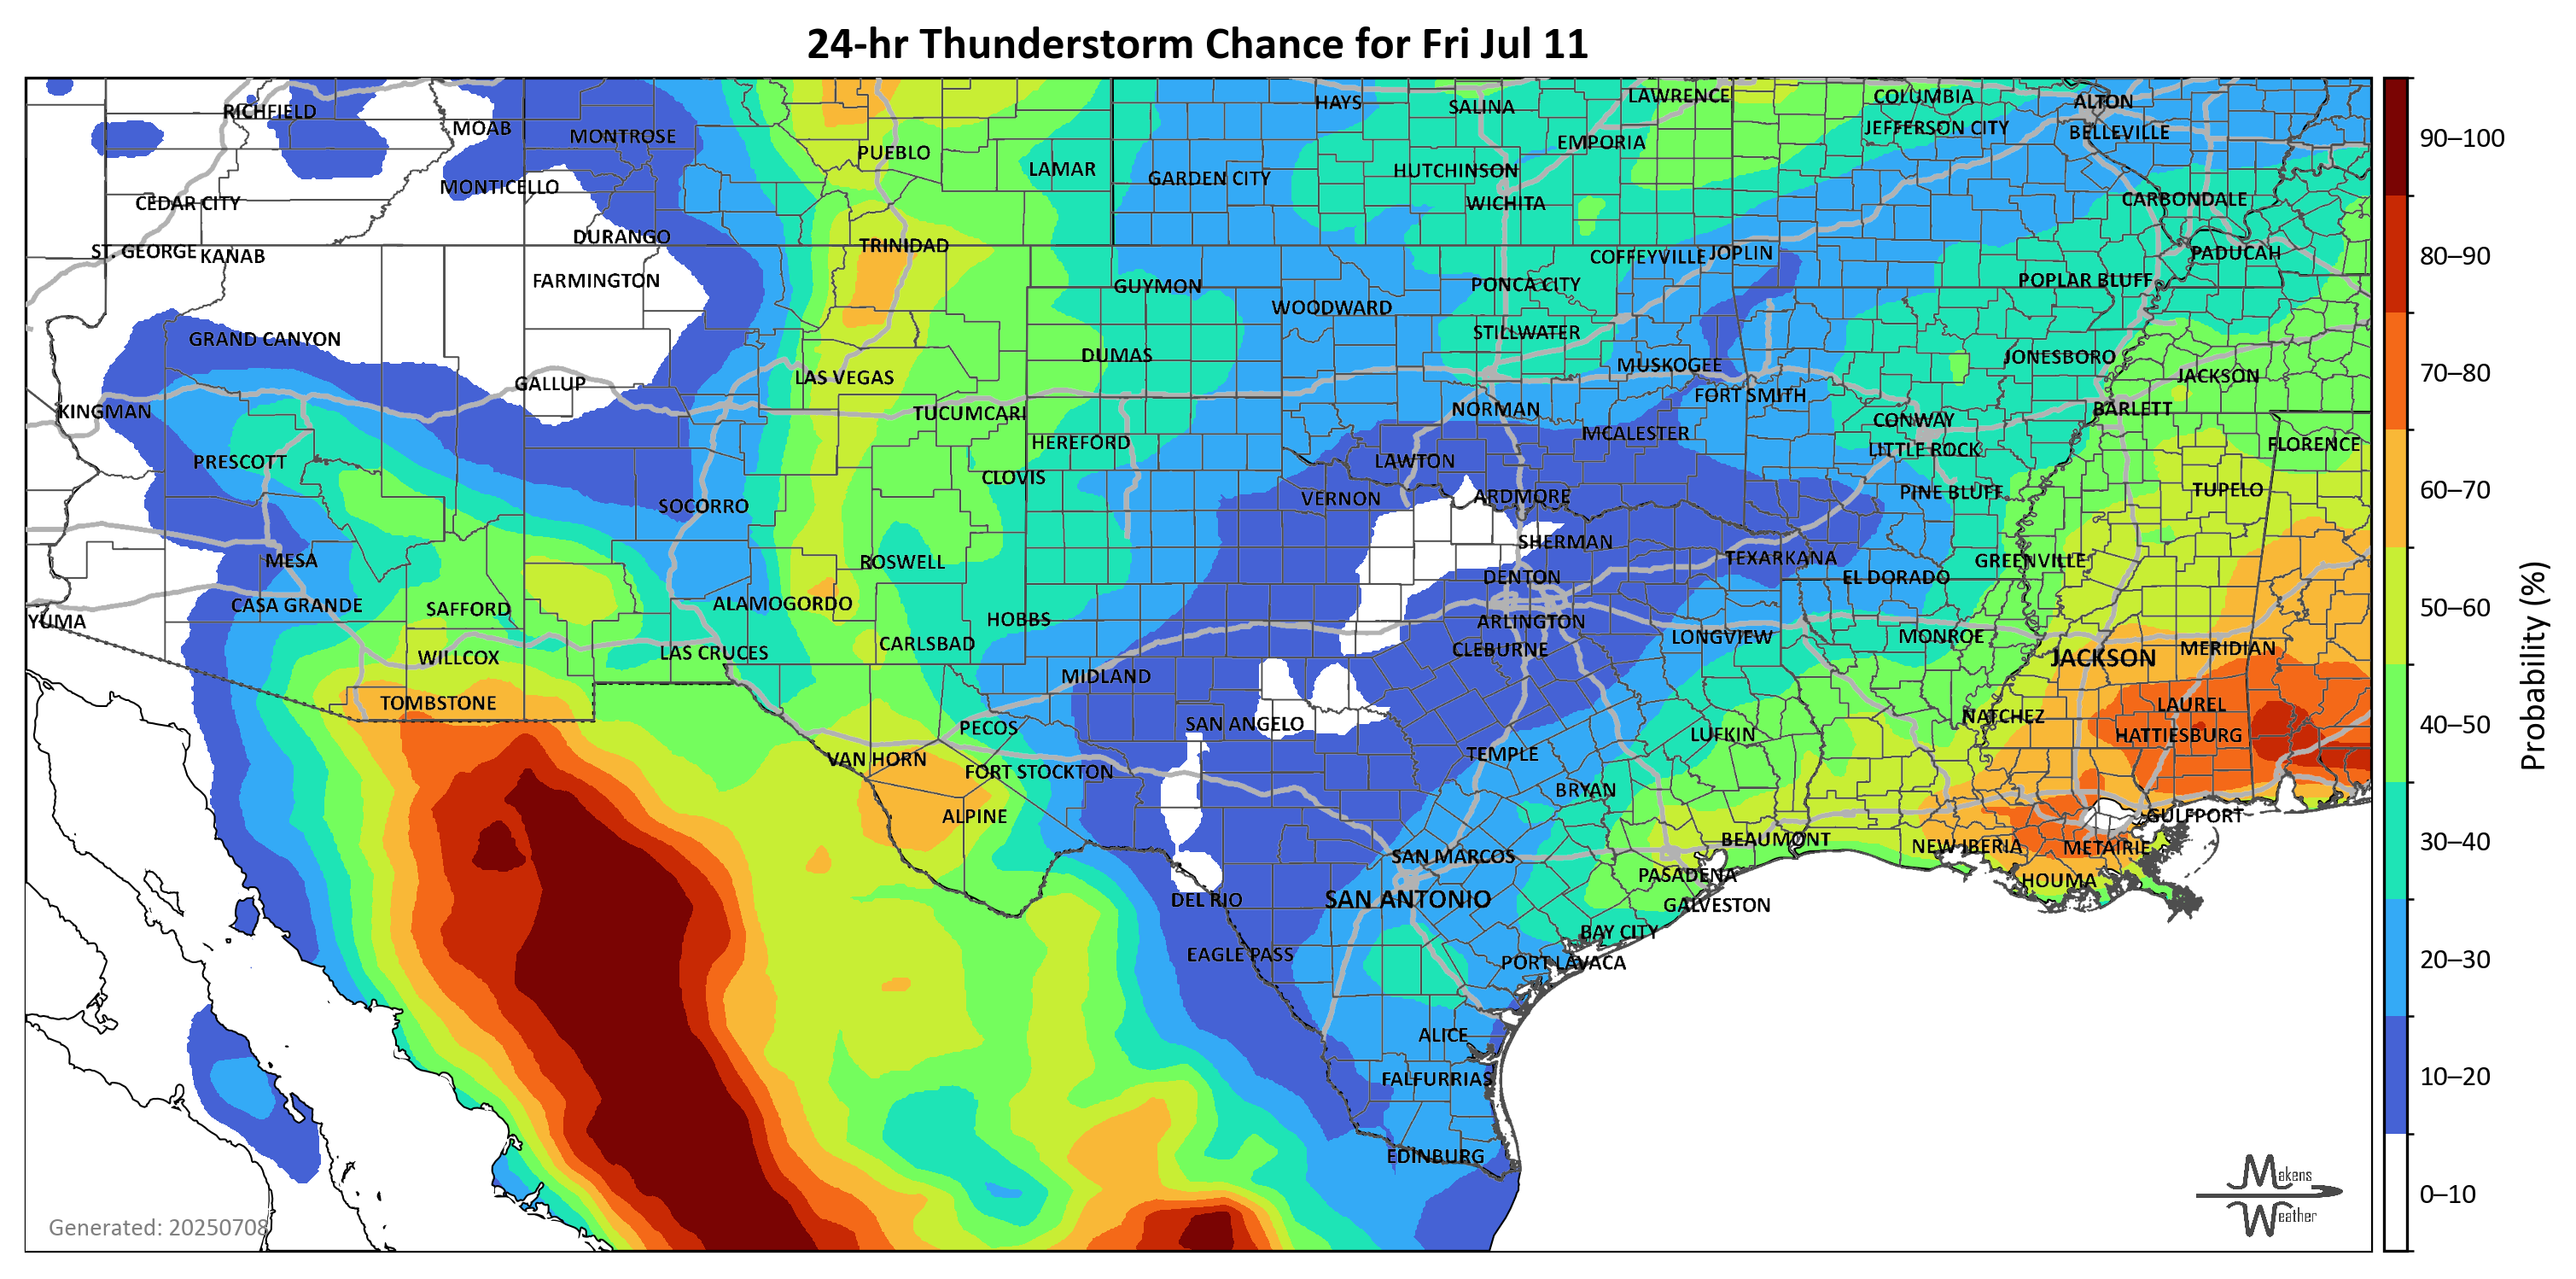 24-hr Thunderstorm Chance for Fri Jul 11
RICHFIELD
MOAB
MONTROSE
PUEBLO
LAMAR
HAYS
SALINA
LAWRENCE
COLUMBIA
ALTON
JEFFERSON CITY
BELLEVILLE
EMPORIA
HUTCHINSON
GARDEN CITY
MONTICELLO
CEDAR CITY
WICHITA
CARBONDALE
DURANGO
TRINIDAD
ST. GEORGE
KANAB
COFFEYVILLE
JOPLIN
PADUCAH
FARMINGTON
GUYMON
PONCA CITY
POPLAR BLUFF
WOODWARD
STILLWATER
GRAND CANYON
DUMAS
MUSKOGEE
JONESBORO
JACKSON
GALLUP
LAS VEGAS
FORT SMITH
KINGMAN
TUCUMCARI
NORMAN
BARLETT
CONWAY
HEREFORD
MCALESTER
FLORENCE
LITTLE ROCK
PRESCOTT
LAWTON
CLOVIS
PINE BLUFF
TUPELO
VERNON
ARDMORE
SOCORRO
SHERMAN
MESA
ROSWELL
TEXARKANA
GREENVILLE
DENTON
EL DORADO
CASA GRANDE
SAFFORD
ALAMOGORDO
HOBBS
YUMA
ARLINGTON
LONGVIEW
MONROE
CARLSBAD
CLEBURNE
MERIDIAN
WILLCOX
LAS CRUCES
JACKSON
MIDLAND
TOMBSTONE
LAUREL
NATCHEZ
PECOS
SAN ANGELO
LUFKIN
HATTIESBURG
VAN HORN
TEMPLE
FORT STOCKTON
BRYAN
ALPINE
GULFPORT
BEAUMONT
NEW IBERIA
METAIRIE
SAN MARCOS
PASADENA
HOUMA
DEL RIO
SAN ANTONIO
GALVESTON
BAY CITY
EAGLE PASS
PORT LAVACA
ALICE
FALFURRIAS
EDINBURG
Generated: 20250708
Makens
Weather
90–100
80–90
70–80
60–70
50–60
40–50
30–40
20–30
10–20
0–10
Probability (%)